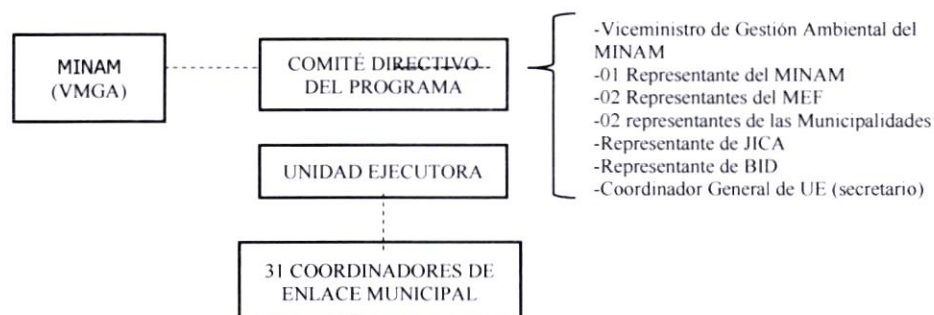 MINAM
(VMGA)
COMITÉ DIRECTIVO
DEL PROGRAMA
-Viceministro de Gestión Ambiental del
MINAM
-01 Representante del MINAM
-02 Representantes del MEF
-02 representantes de las Municipalidades
-Representante de JICA
-Representante de BID
-Coordinador General de UE (secretario)
UNIDAD EJECUTORA
31 COORDINADORES DE
ENLACE MUNICIPAL